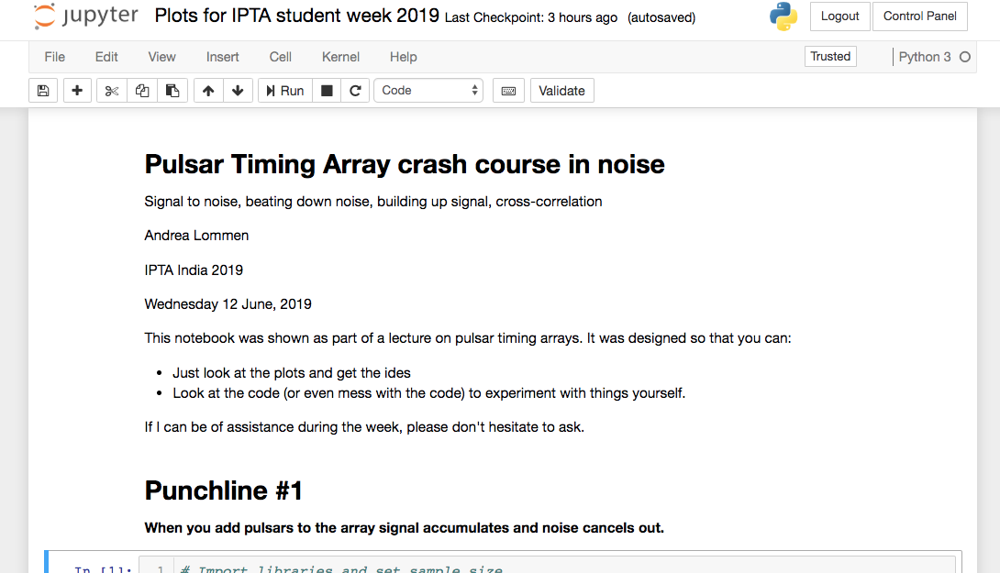 jupyter Plots for IPTA student week 2019 Last Checkpoint: 3 hours ago (autosaved) Logout Control Panel
File Edit View Insert Cell Kernel Help Trusted Python 3
Run Code Validate
Pulsar Timing Array crash course in noise
Signal to noise, beating down noise, building up signal, cross-correlation
Andrea Lommen
IPTA India 2019
Wednesday 12 June, 2019
This notebook was shown as part of a lecture on pulsar timing arrays. It was designed so that you can:
• Just look at the plots and get the ides
• Look at the code (or even mess with the code) to experiment with things yourself.
If I can be of assistance during the week, please don't hesitate to ask.
Punchline #1
When you add pulsars to the array signal accumulates and noise cancels out.
In [1]: 1 # Import libraries and set sample size